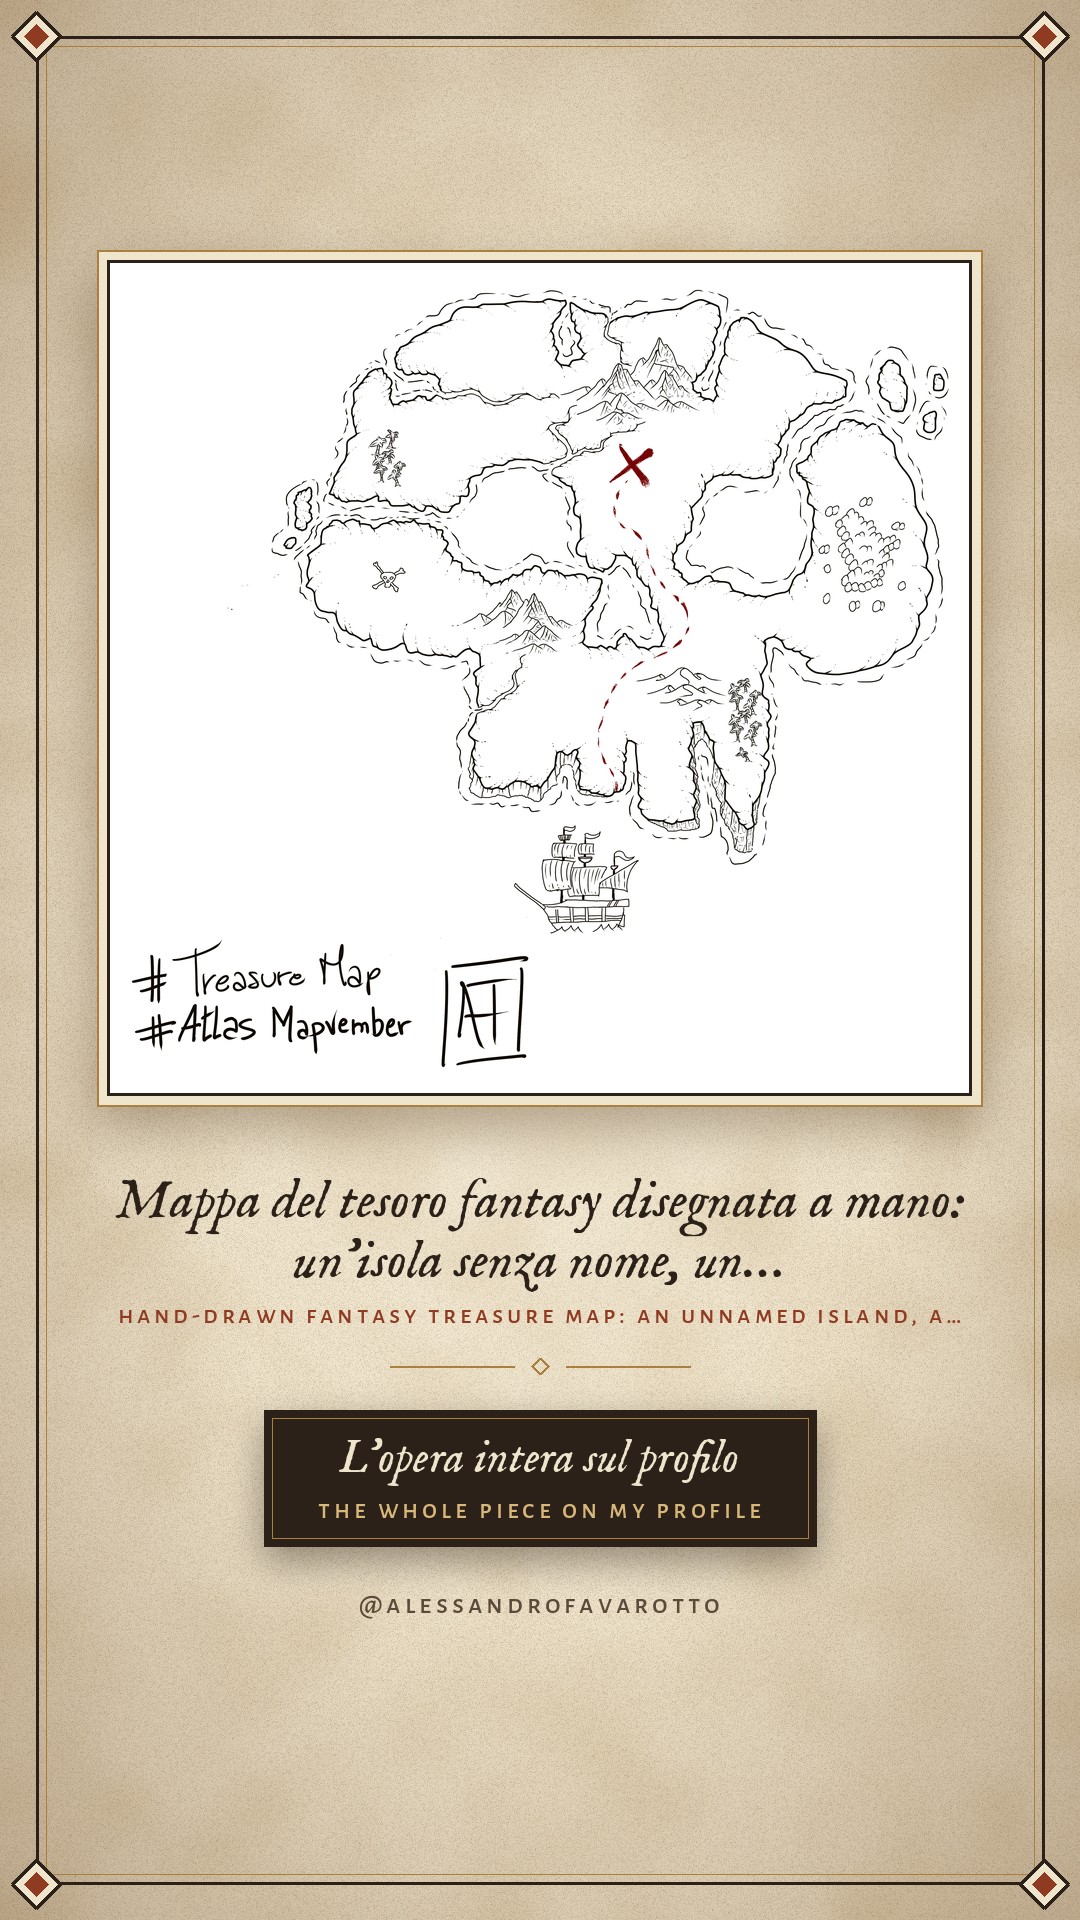 # Treasure Map
#Atlas Mapvember
AF
Mappa del tesoro fantasy disegnata a mano:
un’isola senza nome, un…
HAND-DRAWN FANTASY TREASURE MAP: AN UNNAMED ISLAND, A…
L’opera intera sul profilo
THE WHOLE PIECE ON MY PROFILE
@ALESSANDROFAVAROTTO